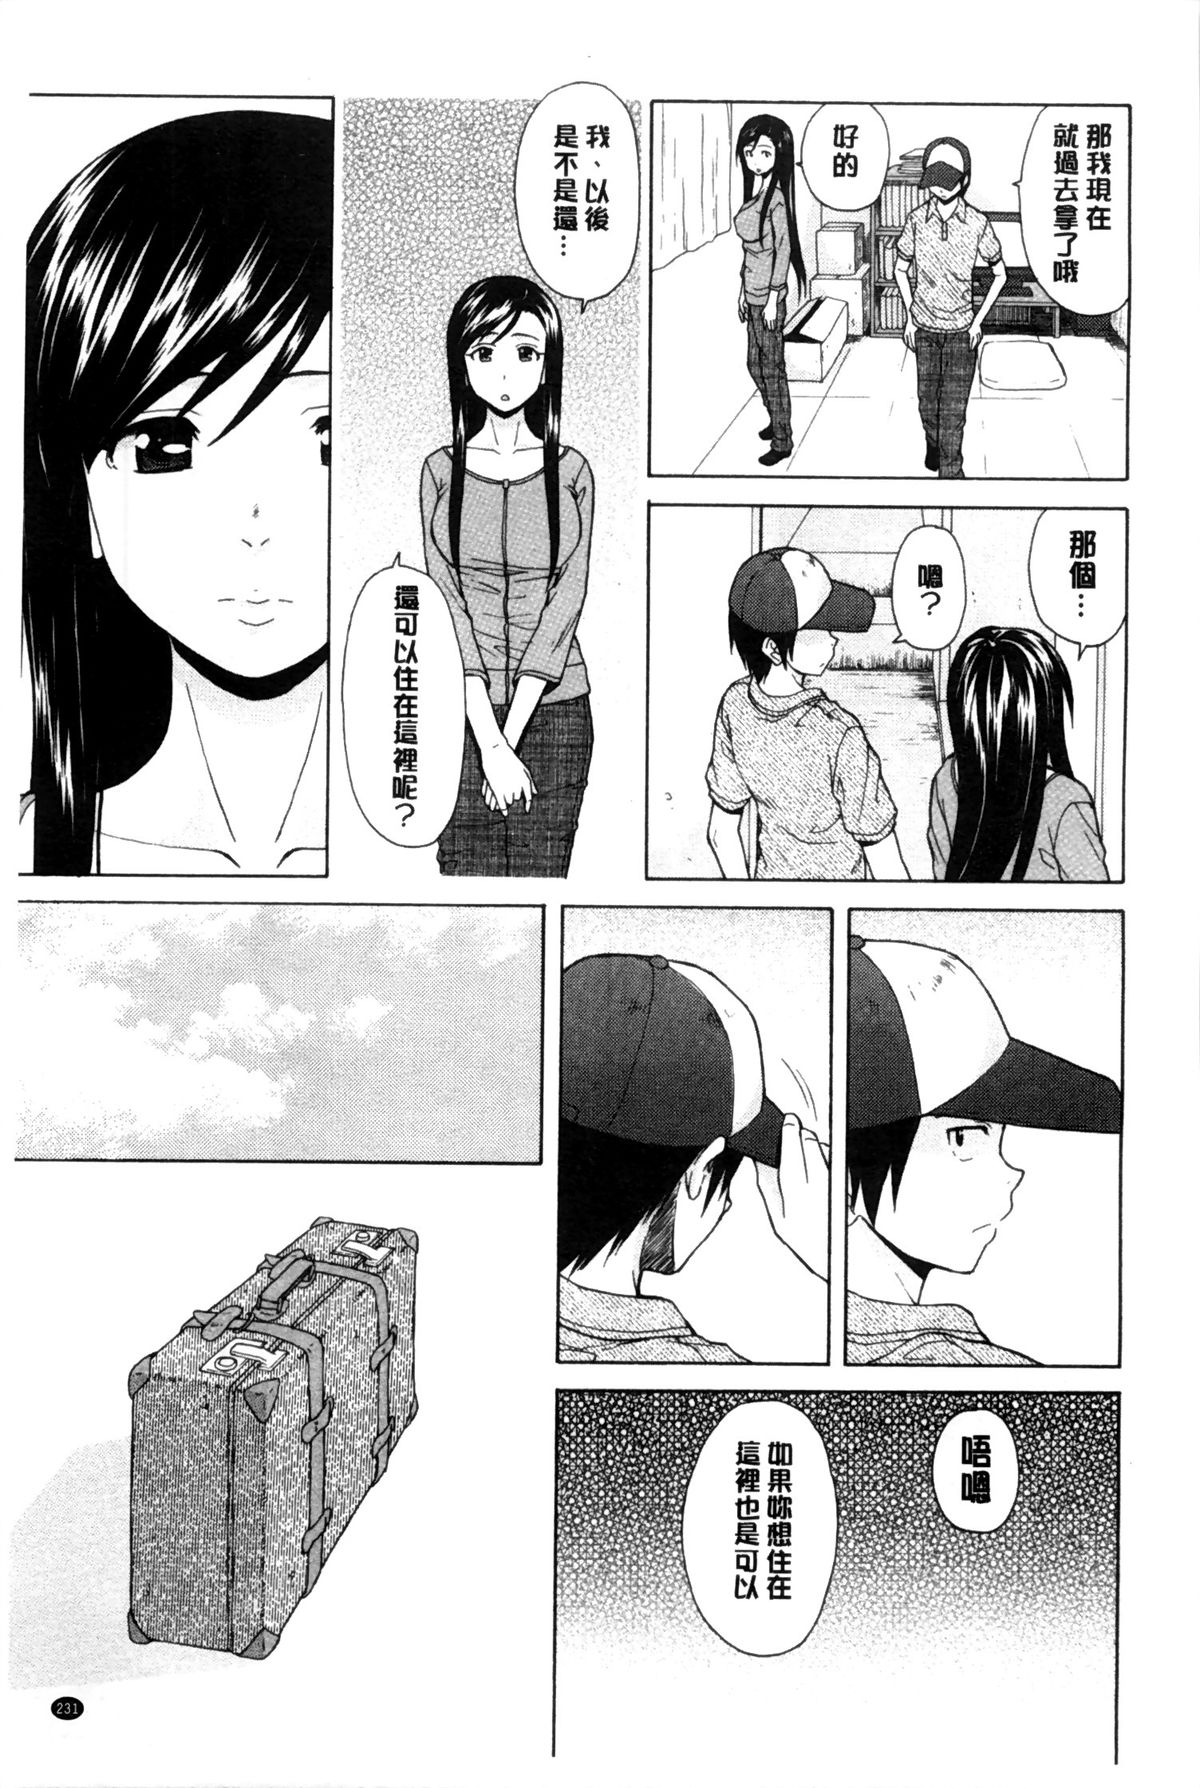 那我現在
就過去拿了哦
好的
那個…
嗯？
我、以後
是不是還…
還可以住在這裡呢？
唔嗯
如果妳想住在
這裡也是可以
231